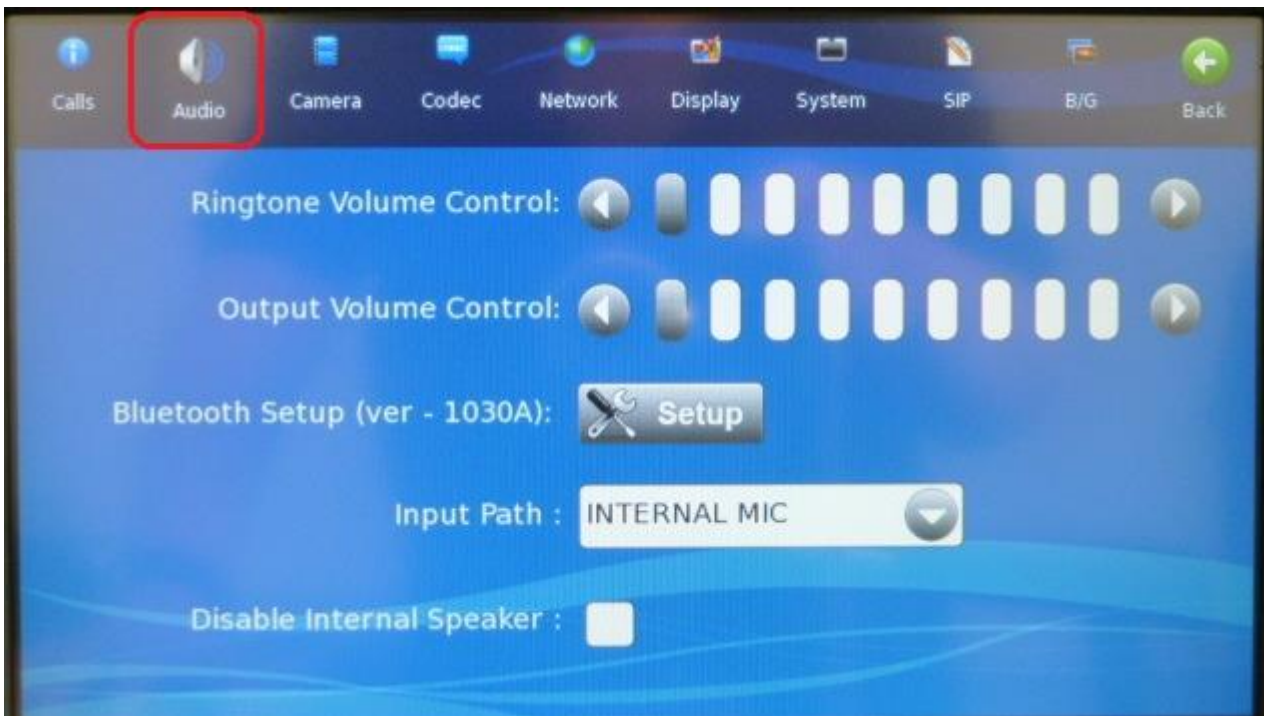 Calls Audio Camera Codec Network Display System SIP B/G Back
Ringtone Volume Control:
Output Volume Control:
Bluetooth Setup (ver - 1030A): Setup
Input Path : INTERNAL MIC
Disable Internal Speaker :